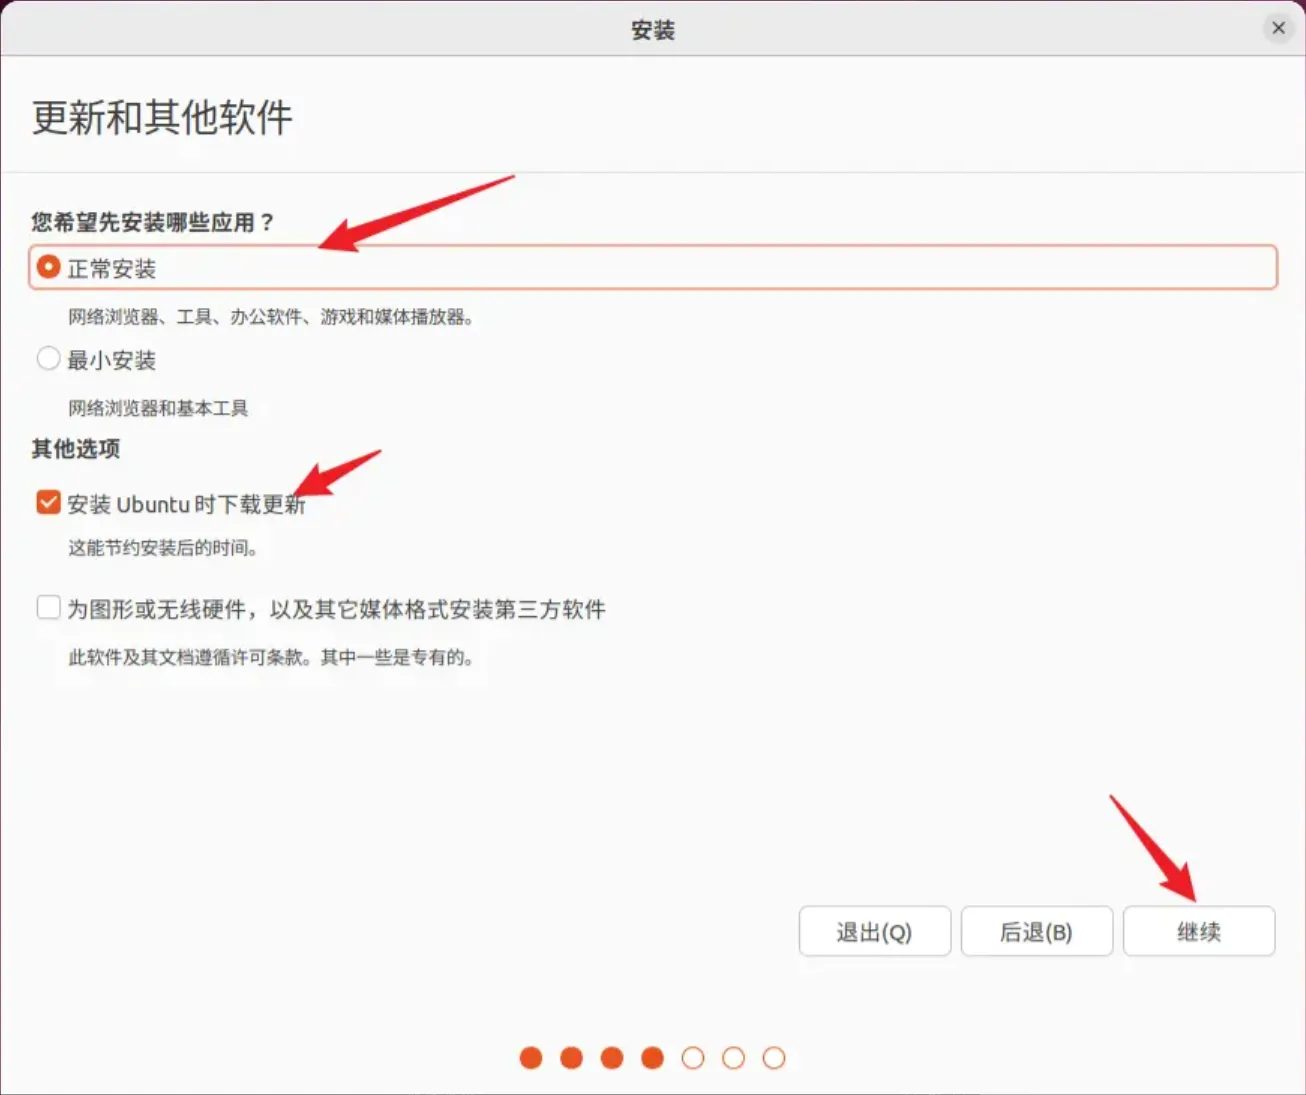 安装
更新和其他软件
您希望先安装哪些应用？
正常安装
网络浏览器、工具、办公软件、游戏和媒体播放器。
最小安装
网络浏览器和基本工具
其他选项
安装 Ubuntu 时下载更新
这能节约安装后的时间。
为图形或无线硬件，以及其它媒体格式安装第三方软件
此软件及其文档遵循许可条款。其中一些是专有的。
退出(Q)
后退(B)
继续